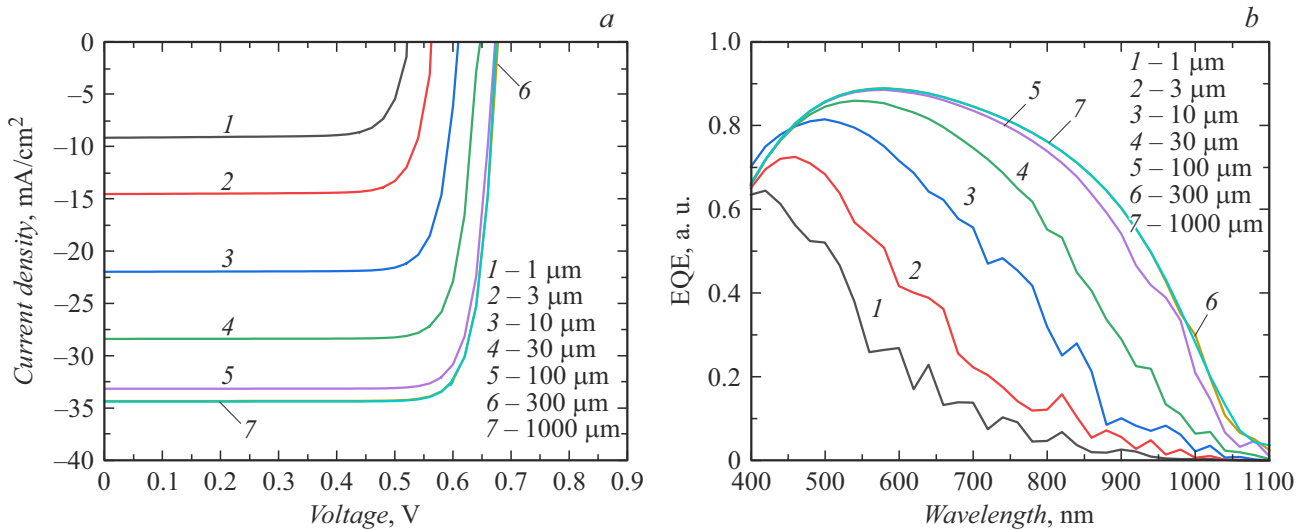 a
0
–5
–10
–15
–20
–25
–30
–35
–40
Current density, mA/cm²
1
2
3
4
5
6
7
1 – 1 μm
2 – 3 μm
3 – 10 μm
4 – 30 μm
5 – 100 μm
6 – 300 μm
7 – 1000 μm
0 0.1 0.2 0.3 0.4 0.5 0.6 0.7 0.8 0.9
Voltage, V
b
1.0
0.8
0.6
0.4
0.2
0
EQE, a. u.
1 – 1 μm
2 – 3 μm
3 – 10 μm
4 – 30 μm
5 – 100 μm
6 – 300 μm
7 – 1000 μm
5
7
4
3
2
1
6
400 500 600 700 800 900 1000 1100
Wavelength, nm